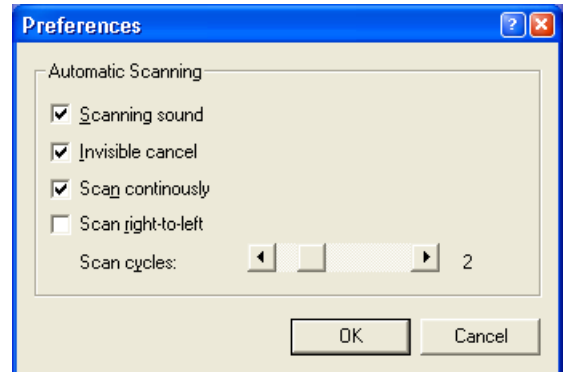 Preferences
Automatic Scanning
Scanning sound
Invisible cancel
Scan continously
Scan right-to-left
Scan cycles: 2
OK Cancel